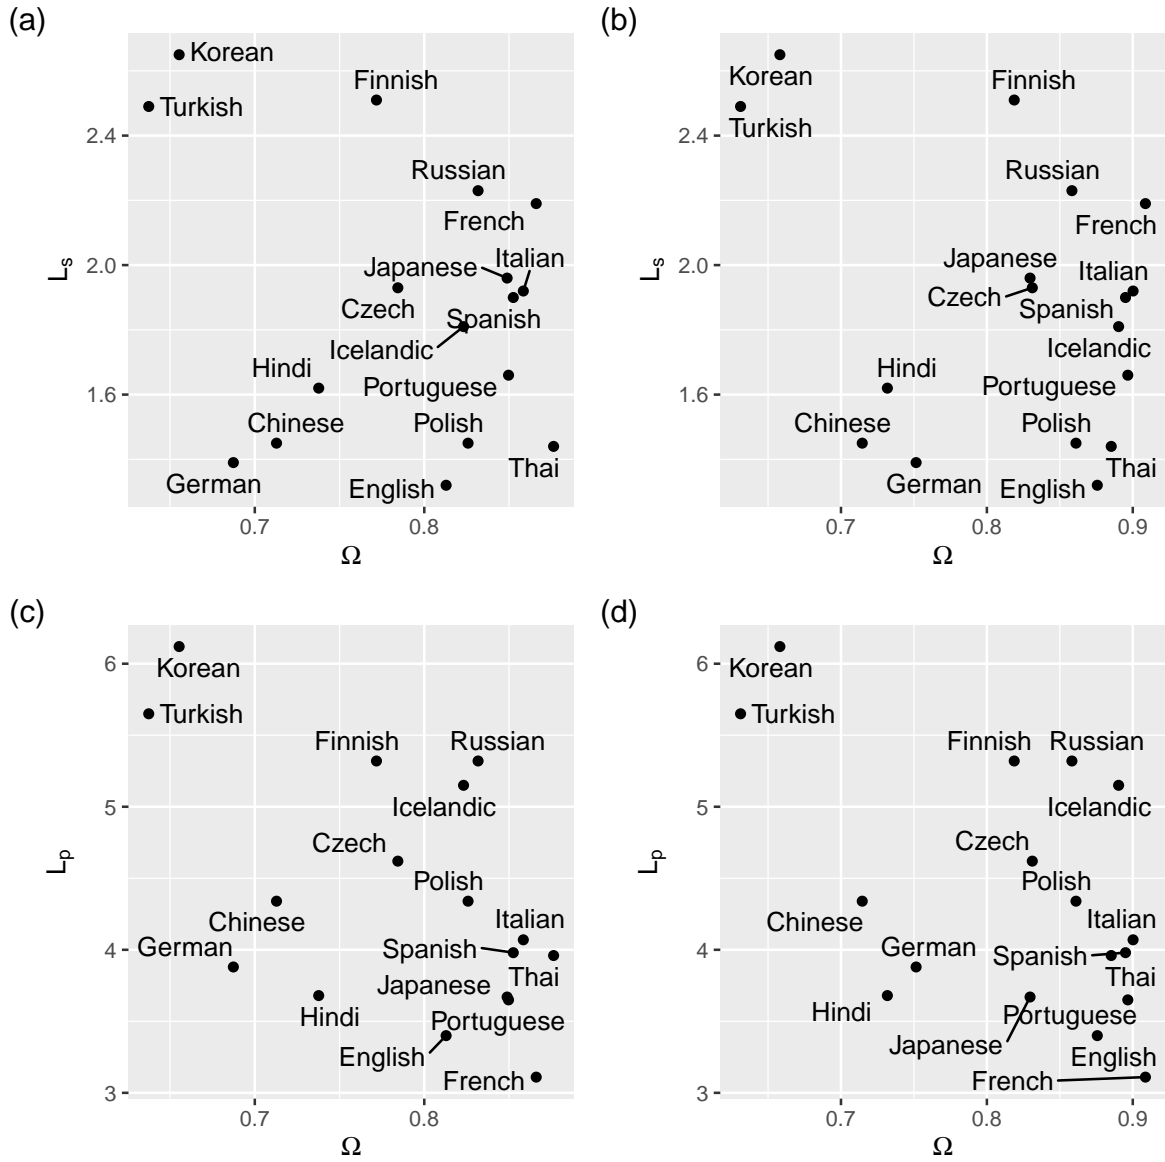 (a)
Korean
Finnish
Turkish
2.4
Russian
French
Italian
Japanese
2.0
Czech
Spanish
Icelandic
Hindi
Portuguese
1.6
Chinese
Polish
Thai
German
English
0.7
0.8
Ls
Ω
(b)
Korean
Finnish
Turkish
2.4
Russian
French
Japanese
Italian
2.0
Czech
Spanish
Icelandic
Hindi
Portuguese
1.6
Chinese
Polish
Thai
German
English
0.7
0.8
0.9
Ls
Ω
(c)
6
Korean
Turkish
Finnish
Russian
5
Icelandic
Czech
Polish
Chinese
Italian
German
Spanish
4
Thai
Japanese
Hindi
Portuguese
English
French
3
0.7
0.8
Lp
Ω
(d)
6
Korean
Turkish
Finnish
Russian
5
Icelandic
Czech
Polish
Chinese
Italian
German
Spanish
4
Thai
Hindi
Portuguese
Japanese
English
French
3
0.7
0.8
0.9
Lp
Ω